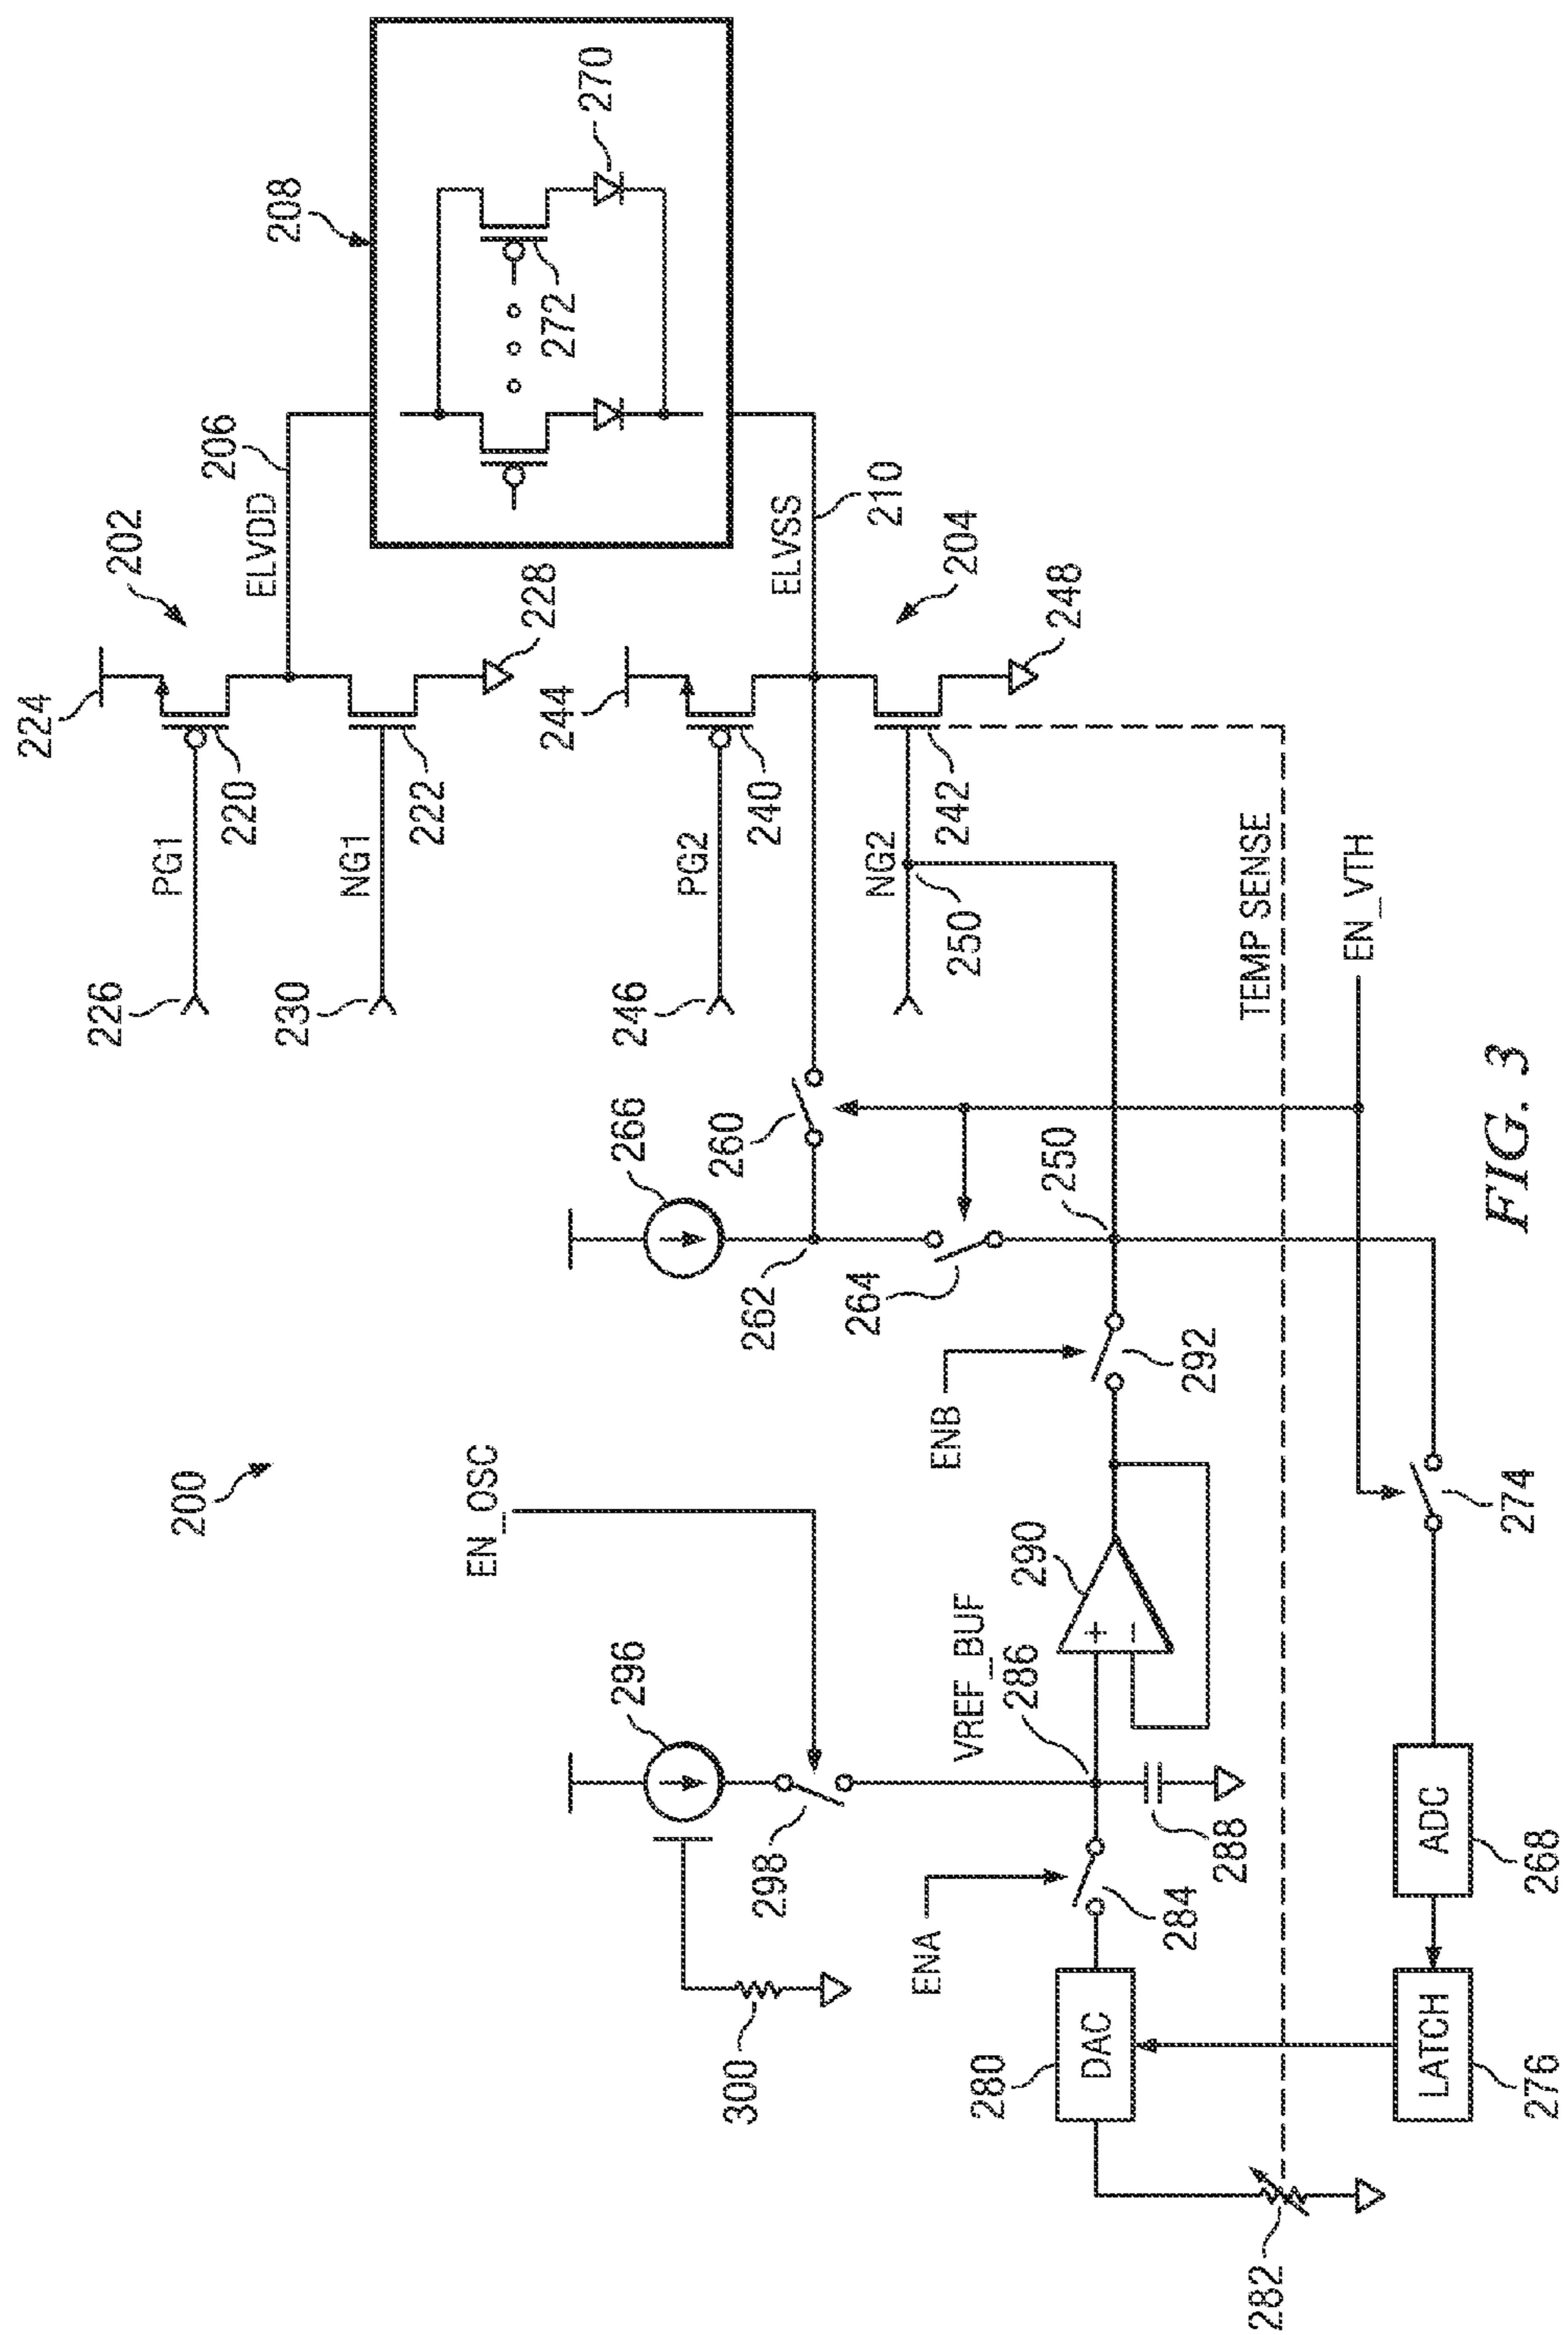 200
EN_OSC
296
298
300
VREF_BUF
286
ENA
284
288
280
DAC
282
290
+
−
ENB
292
LATCH
276
ADC
268
274
266
262
260
264
250
EN_VTH
TEMP SENSE
224
PG1
226
220
202
NG1
230
222
228
ELVDD
206
208
270
272
244
PG2
246
240
ELVSS
210
204
NG2
250
242
248
FIG. 3